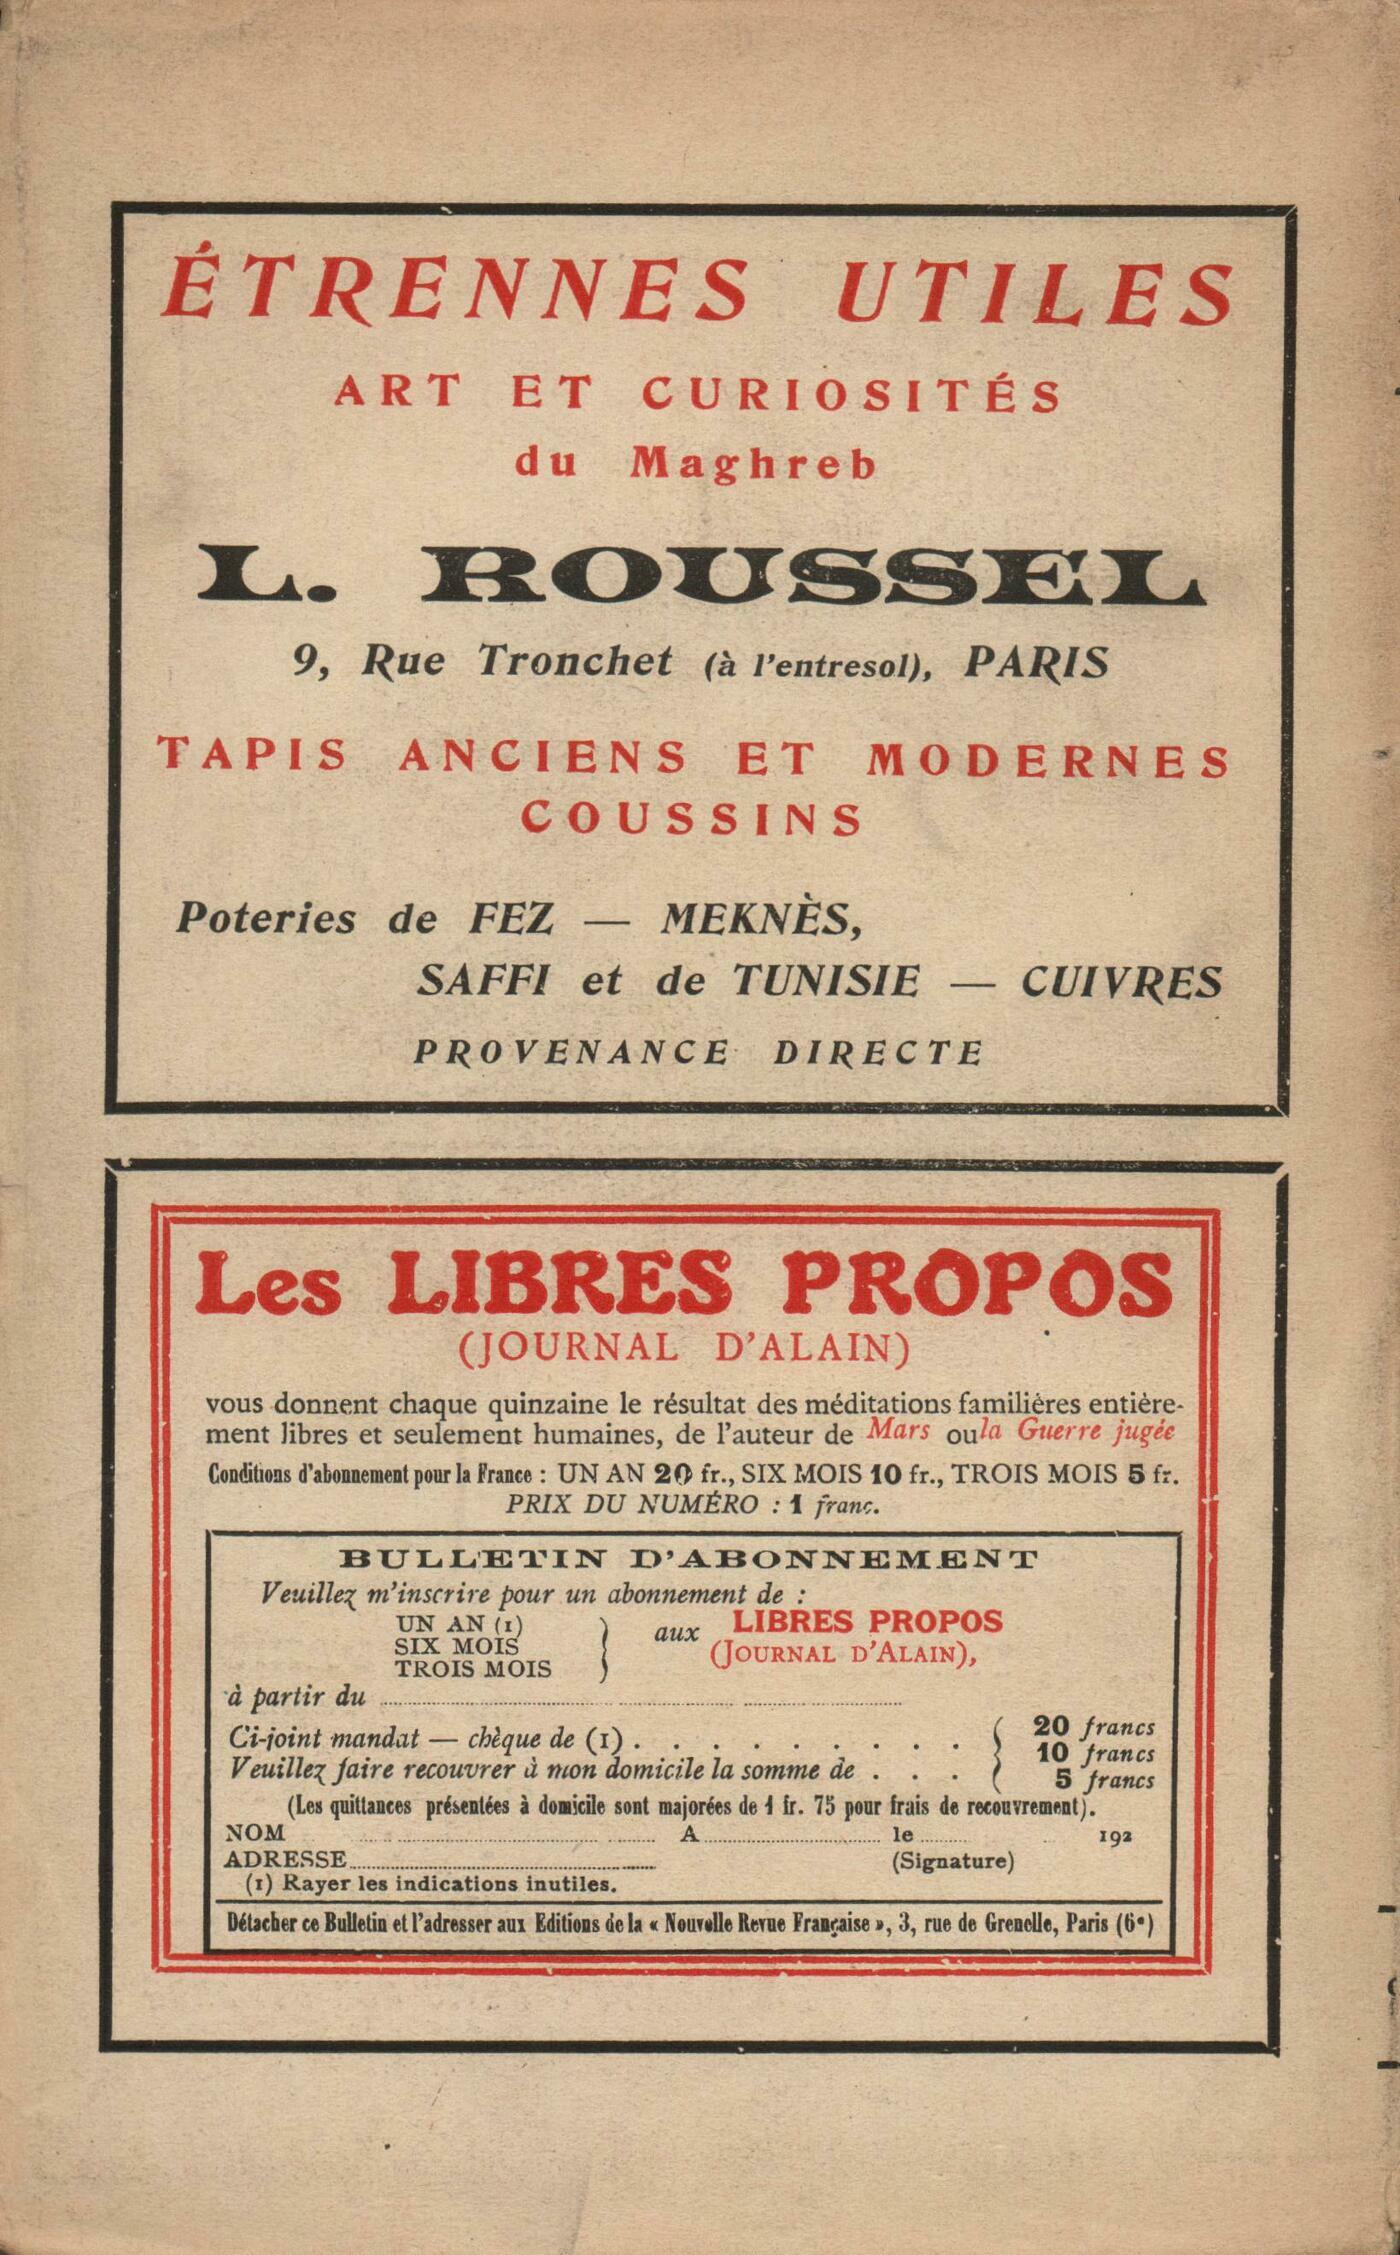 ÉTRENNES UTILES
ART ET CURIOSITÉS
du Maghreb
L. ROUSSEL
9, Rue Tronchet (à l'entresol), PARIS
TAPIS ANCIENS ET MODERNES
COUSSINS
Poteries de FEZ — MEKNÈS,
SAFFI et de TUNISIE — CUIVRES
PROVENANCE DIRECTE
Les LIBRES PROPOS
(JOURNAL D'ALAIN)
vous donnent chaque quinzaine le résultat des méditations familières entière-
ment libres et seulement humaines, de l'auteur de Mars ou la Guerre jugée
Conditions d'abonnement pour la France : UN AN 20 fr., SIX MOIS 10 fr., TROIS MOIS 5 fr.
PRIX DU NUMÉRO : 1 franc.
BULLETIN D'ABONNEMENT
Veuillez m'inscrire pour un abonnement de :
UN AN (1)
SIX MOIS
TROIS MOIS
aux LIBRES PROPOS
(JOURNAL D'ALAIN),
à partir du
Ci-joint mandat — chèque de (1) . . . . . . . . .
Veuillez faire recouvrer à mon domicile la somme de . . .
20 francs
10 francs
5 francs
(Les quittances présentées à domicile sont majorées de 1 fr. 75 pour frais de recouvrement).
NOM A le 192
ADRESSE (Signature)
(1) Rayer les indications inutiles.
Détacher ce Bulletin et l'adresser aux Editions de la « Nouvelle Revue Française », 3, rue de Grenelle, Paris (6e)